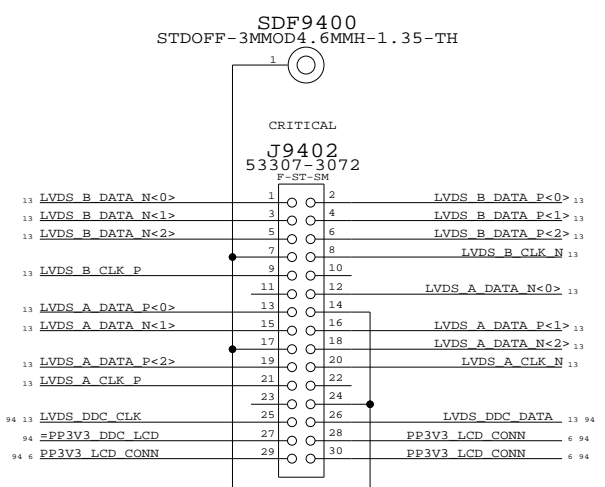 SDF9400
STDOFF-3MMOD4.6MMH-1.35-TH
1
CRITICAL
J9402
53307-3072
F-ST-SM
13 LVDS_B_DATA_N<0> 1 2 LVDS_B_DATA_P<0> 13
13 LVDS_B_DATA_N<1> 3 4 LVDS_B_DATA_P<1> 13
13 LVDS_B_DATA_N<2> 5 6 LVDS_B_DATA_P<2> 13
7 8 LVDS_B_CLK_N 13
13 LVDS_B_CLK_P 9 10
11 12 LVDS_A_DATA_N<0> 13
13 LVDS_A_DATA_P<0> 13 14
13 LVDS_A_DATA_N<1> 15 16 LVDS_A_DATA_P<1> 13
17 18 LVDS_A_DATA_N<2> 13
13 LVDS_A_DATA_P<2> 19 20 LVDS_A_CLK_N 13
13 LVDS_A_CLK_P 21 22
23 24
94 13 LVDS_DDC_CLK 25 26 LVDS_DDC_DATA 13 94
94 =PP3V3_DDC_LCD 27 28 PP3V3_LCD_CONN 6 94
94 6 PP3V3_LCD_CONN 29 30 PP3V3_LCD_CONN 6 94